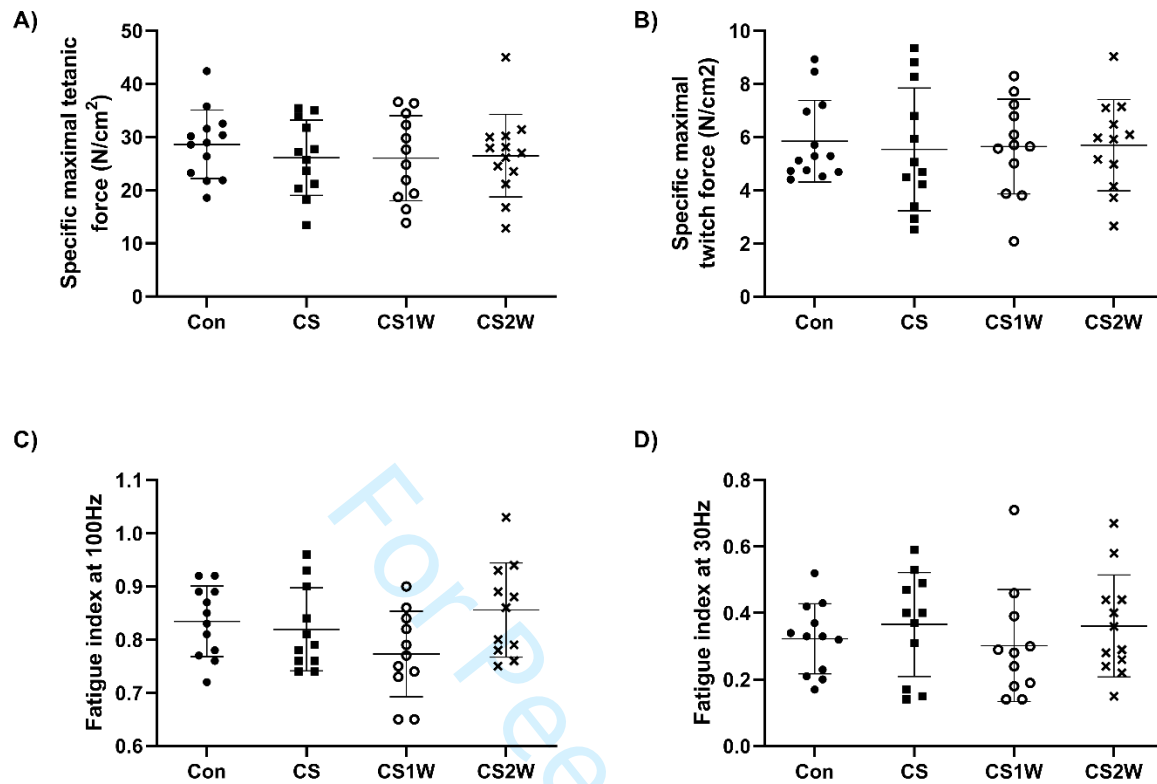 A)
Specific maximal tetanic
force (N/cm²)
50
40
30
20
10
0
Con CS CS1W CS2W
B)
Specific maximal
twitch force (N/cm2)
10
8
6
4
2
0
Con CS CS1W CS2W
C)
Fatigue index at 100Hz
1.1
1.0
0.9
0.8
0.7
0.6
Con CS CS1W CS2W
D)
Fatigue index at 30Hz
0.8
0.6
0.4
0.2
0.0
Con CS CS1W CS2W
For Pee